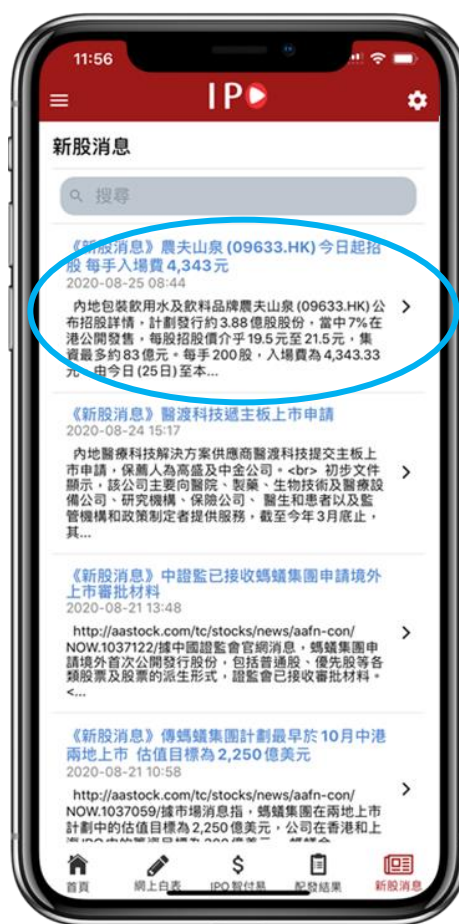 11:56
IPO
新股消息
搜尋
《新股消息》農夫山泉 (09633.HK) 今日起招
股 每手入場費 4,343 元
2020-08-25 08:44
內地包裝飲用水及飲料品牌農夫山泉 (09633.HK) 公
布招股詳情，計劃發行約3.88 億股股份，當中7%在
港公開發售，每股招股價介乎 19.5 元至 21.5 元，集
資最多約 83 億元。每手 200 股，入場費為 4,343.33
元，由今日 (25日) 至本...
《新股消息》醫渡科技遞主板上市申請
2020-08-24 15:17
內地醫療科技解決方案供應商醫渡科技提交主板上
市申請，保薦人為高盛及中金公司。<br> 初步文件
顯示，該公司主要向醫院、製藥、生物技術及醫療設
備公司、研究機構、保險公司、 醫生和患者以及監
管機構和政策制定者提供服務，截至今年3月底止，
其...
《新股消息》中證監已接收螞蟻集團申請境外
上市審批材料
2020-08-21 13:48
http://aastock.com/tc/stocks/news/aafn-con/
NOW.1037122/據中國證監會官網消息，螞蟻集團申
請境外首次公開發行股份，包括普通股、優先股等各
類股票及股票的派生形式，證監會已接收審批材料。
<...
《新股消息》傳螞蟻集團計劃最早於 10月中港
兩地上市 估值目標為 2,250 億美元
2020-08-21 10:58
http://aastock.com/tc/stocks/news/aafn-con/
NOW.1037059/據市場消息指，螞蟻集團在兩地上市
計劃中的估值目標為 2,250 億美元，公司在香港和上
首頁
網上白表
IPO 智付易
配發結果
新股消息